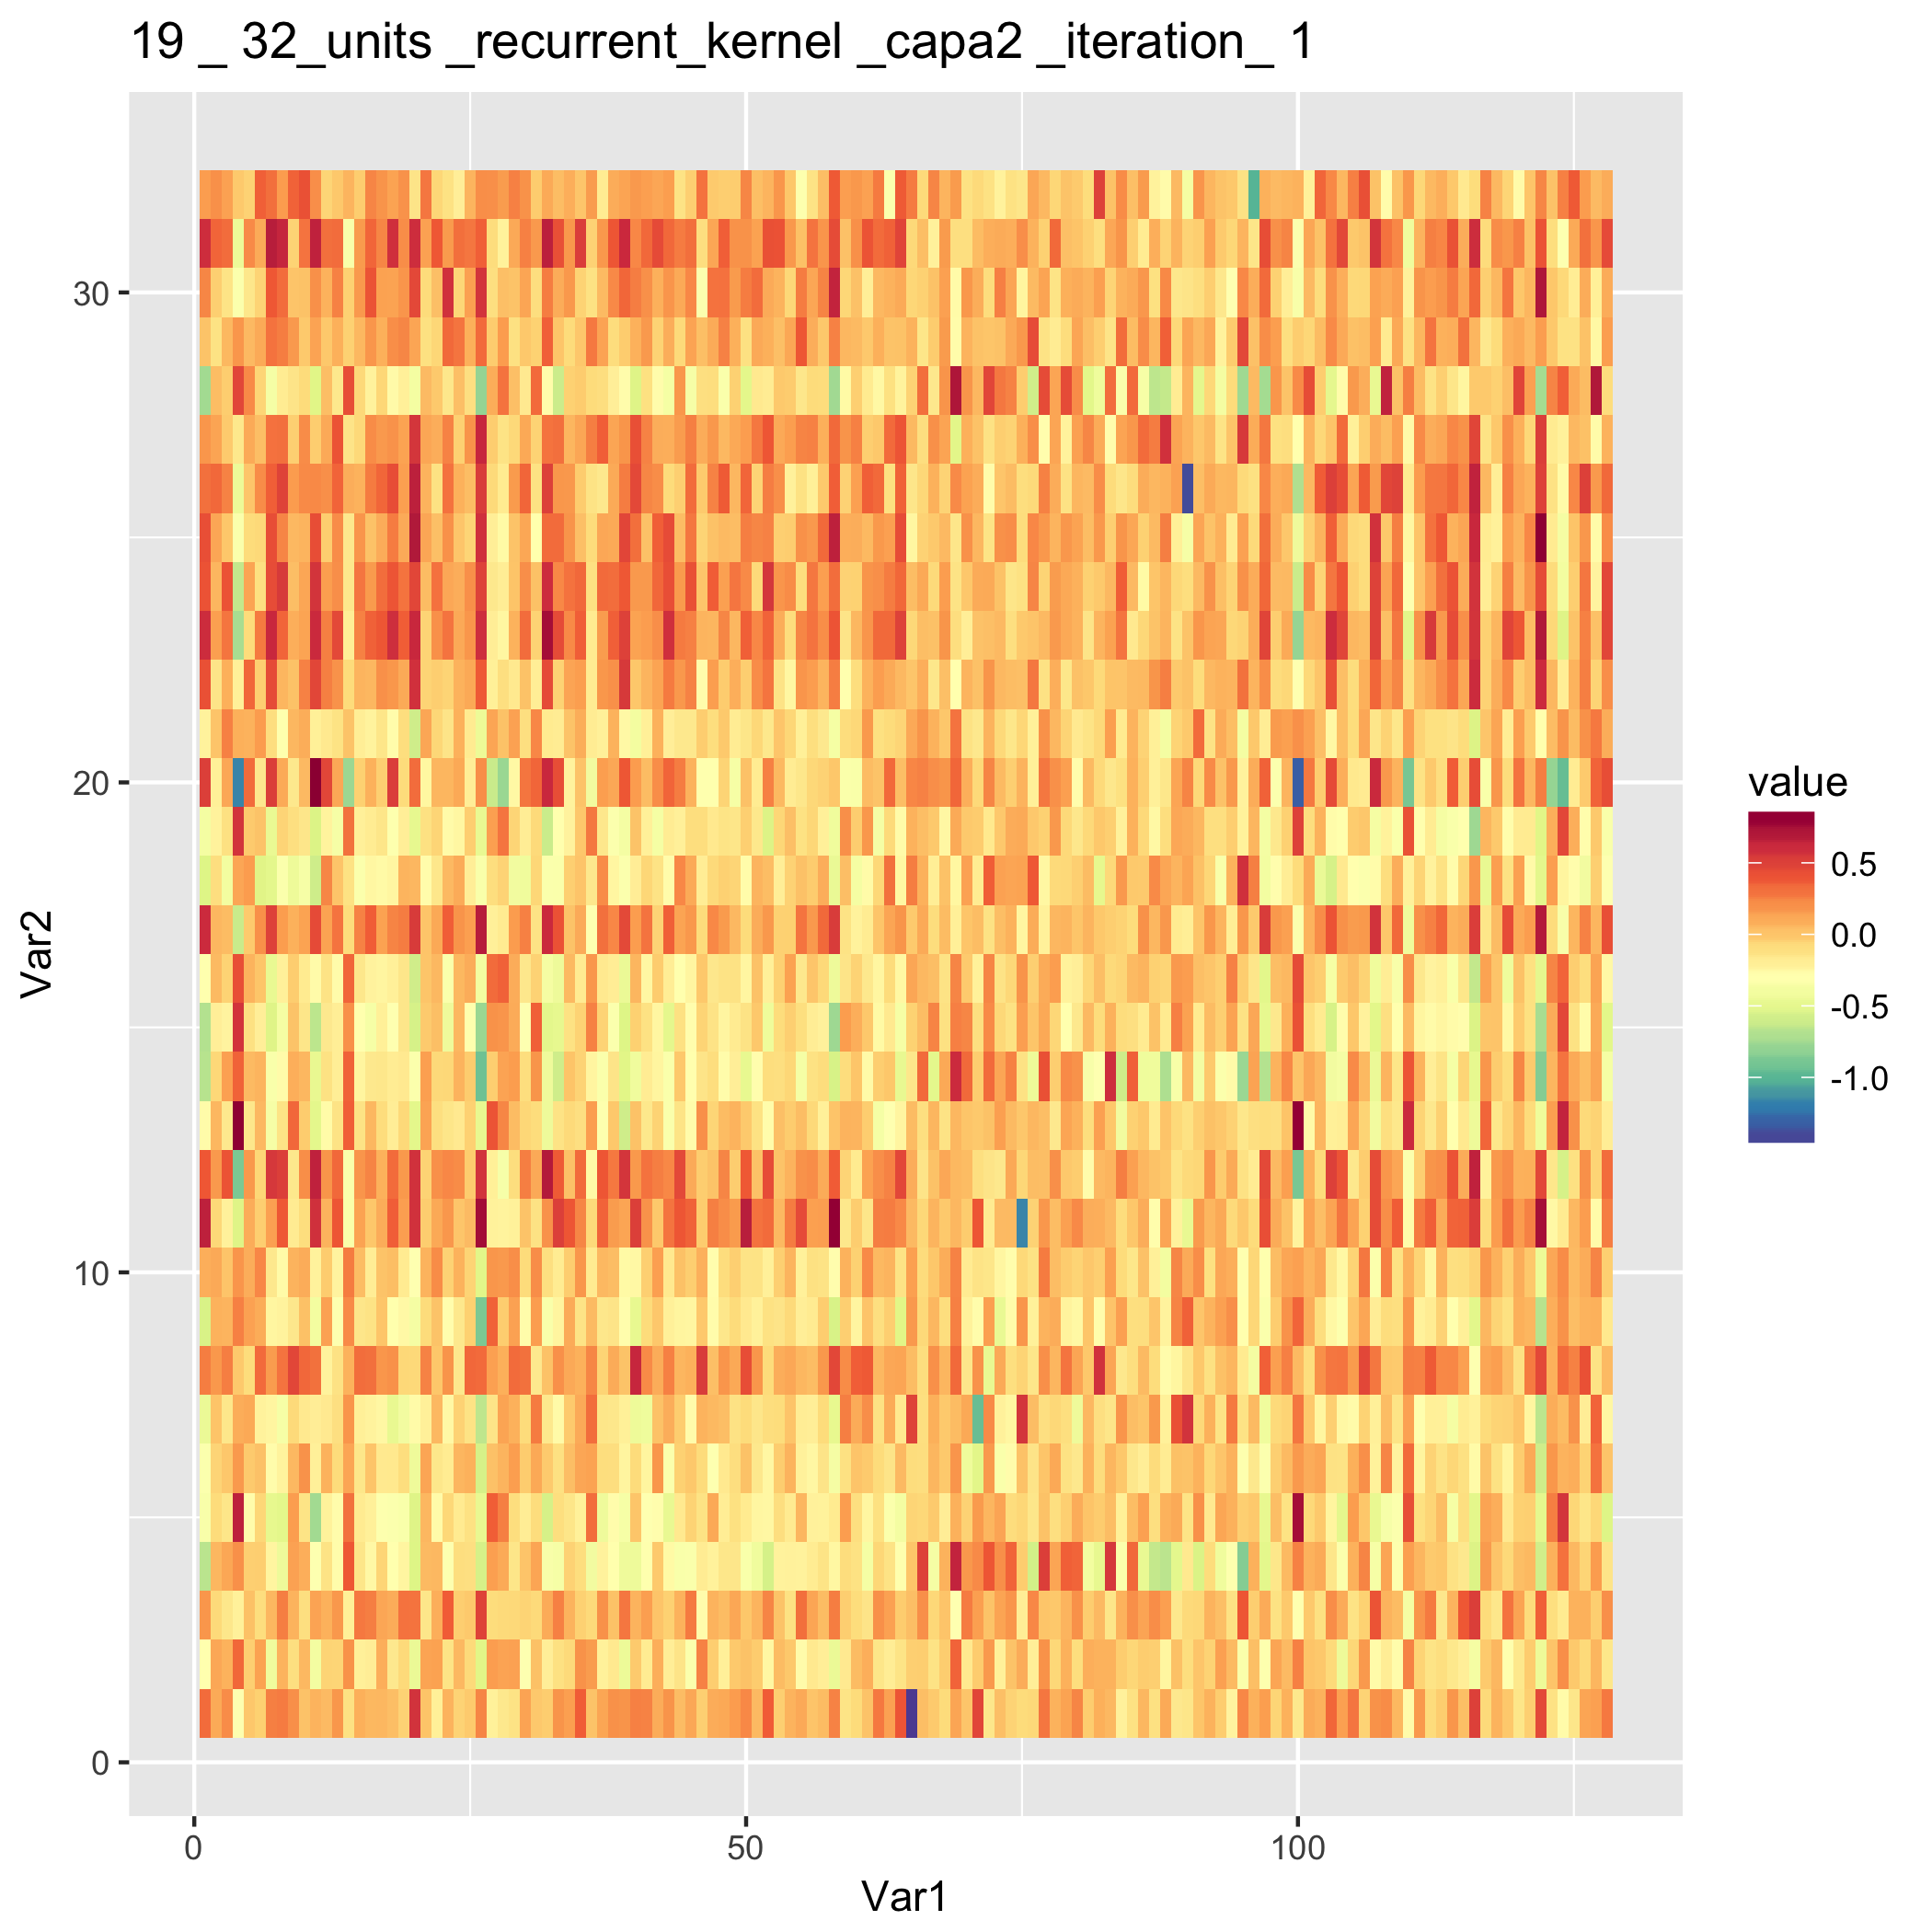 19 _ 32_units _recurrent_kernel _capa2 _iteration_ 1
30
20
10
0
Var2
0
50
100
Var1
value
0.5
0.0
-0.5
-1.0